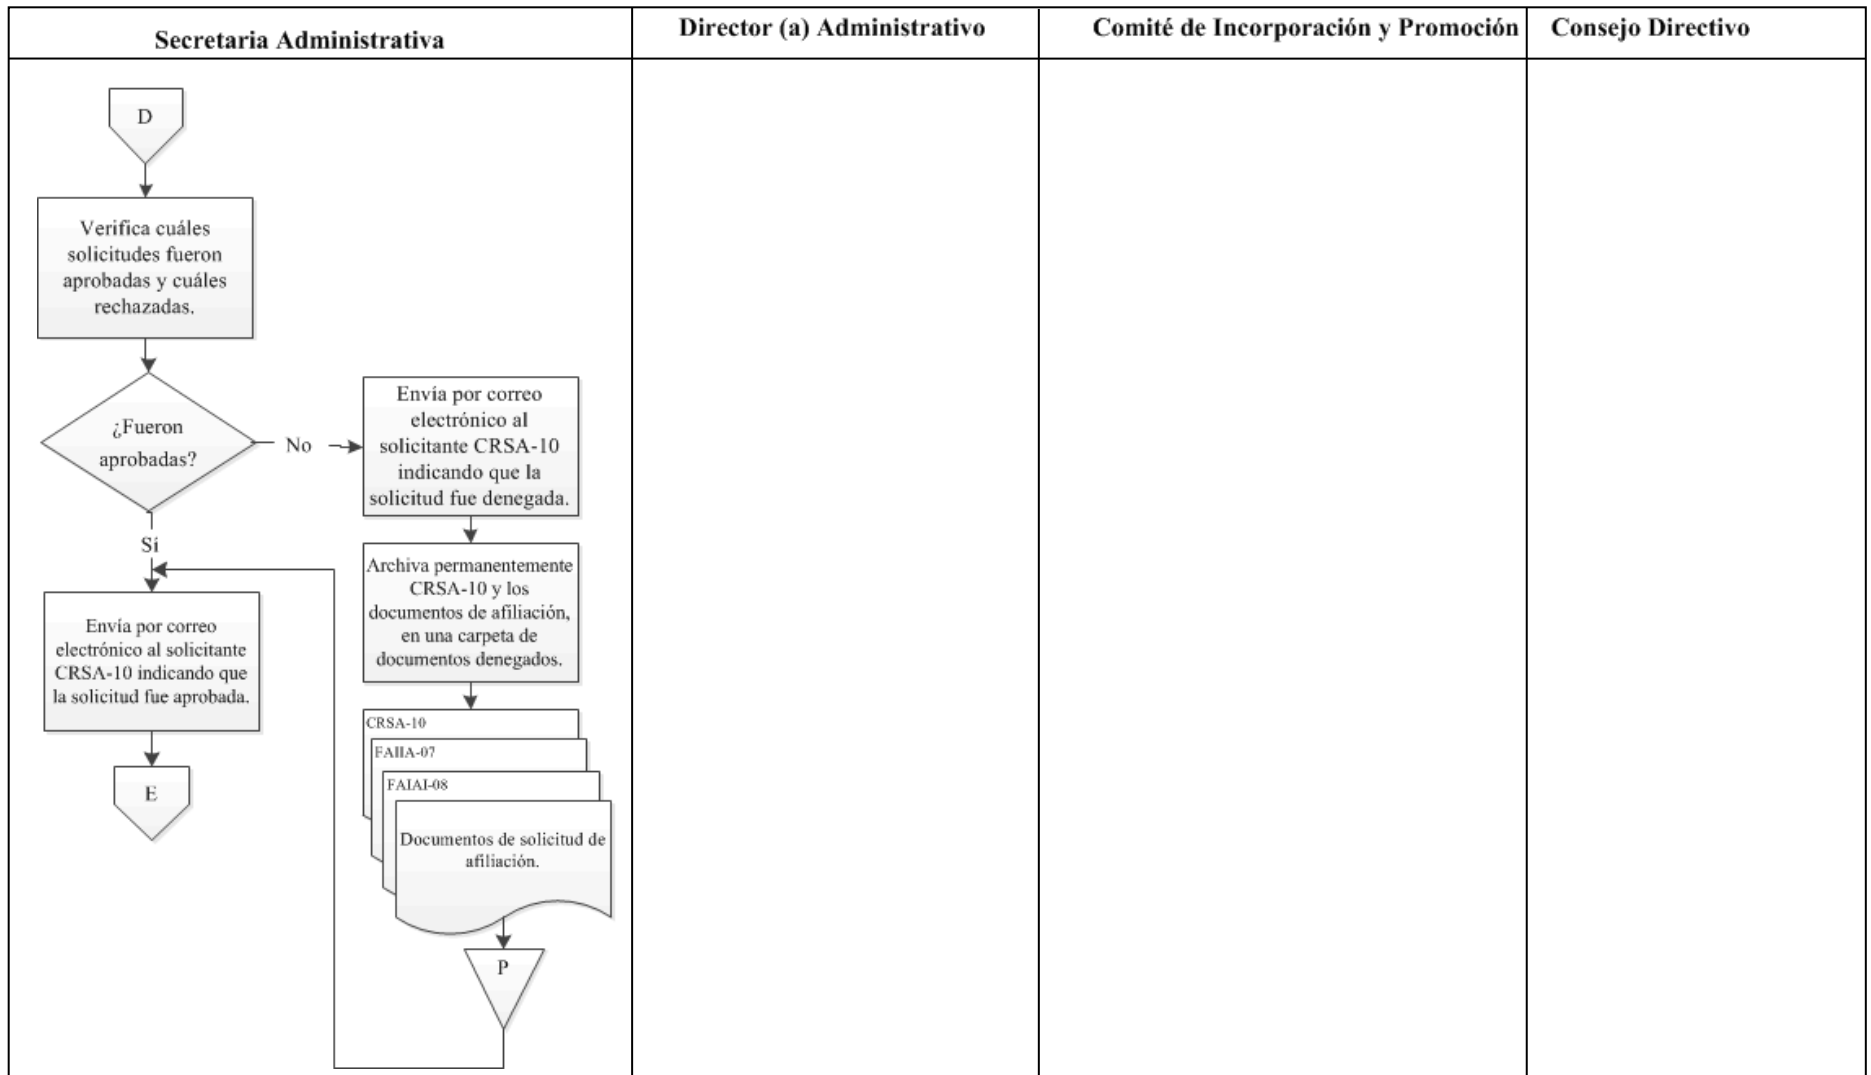 Secretaria Administrativa
Director (a) Administrativo
Comité de Incorporación y Promoción
Consejo Directivo
D
Verifica cuáles
solicitudes fueron
aprobadas y cuáles
rechazadas.
¿Fueron
aprobadas?
No
Envía por correo
electrónico al
solicitante CRSA-10
indicando que la
solicitud fue denegada.
Archiva permanentemente
CRSA-10 y los
documentos de afiliación,
en una carpeta de
documentos denegados.
CRSA-10
FAIIA-07
FAIAI-08
Documentos de solicitud de
afiliación.
P
Sí
Envía por correo
electrónico al solicitante
CRSA-10 indicando que
la solicitud fue aprobada.
E